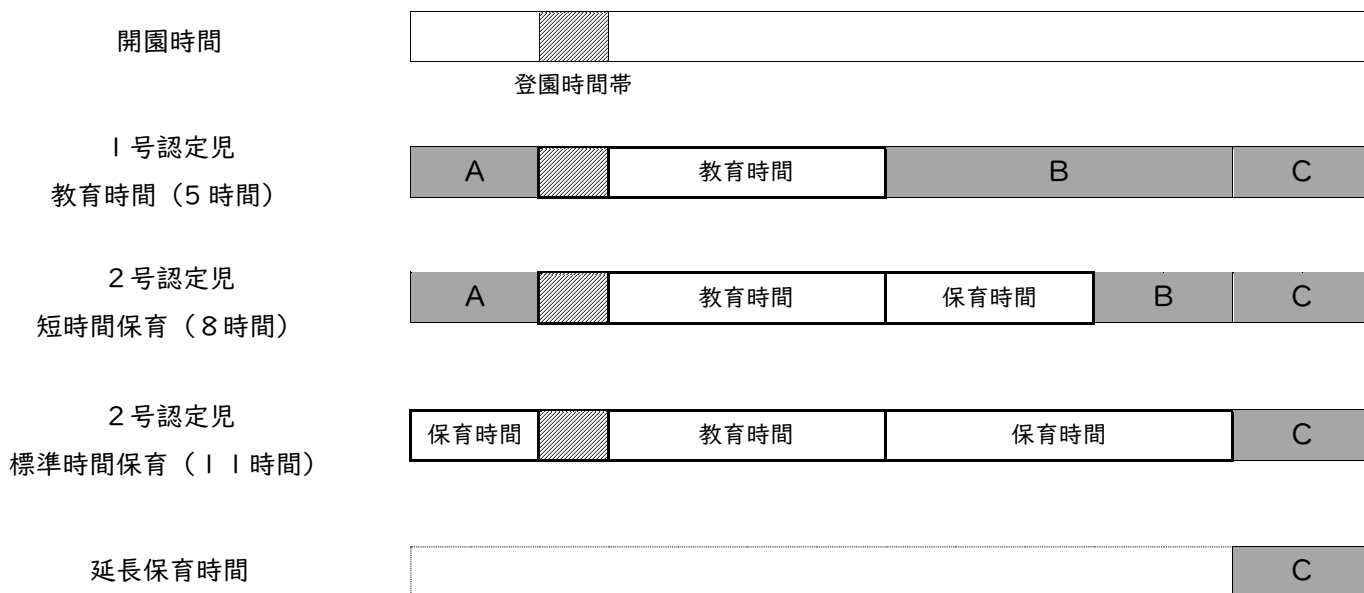 開園時間
登園時間帯
1号認定児
教育時間(5時間)
A
教育時間
B
C
2号認定児
短時間保育(8時間)
A
教育時間
保育時間
B
C
2号認定児
標準時間保育(11時間)
保育時間
教育時間
保育時間
C
延長保育時間
C